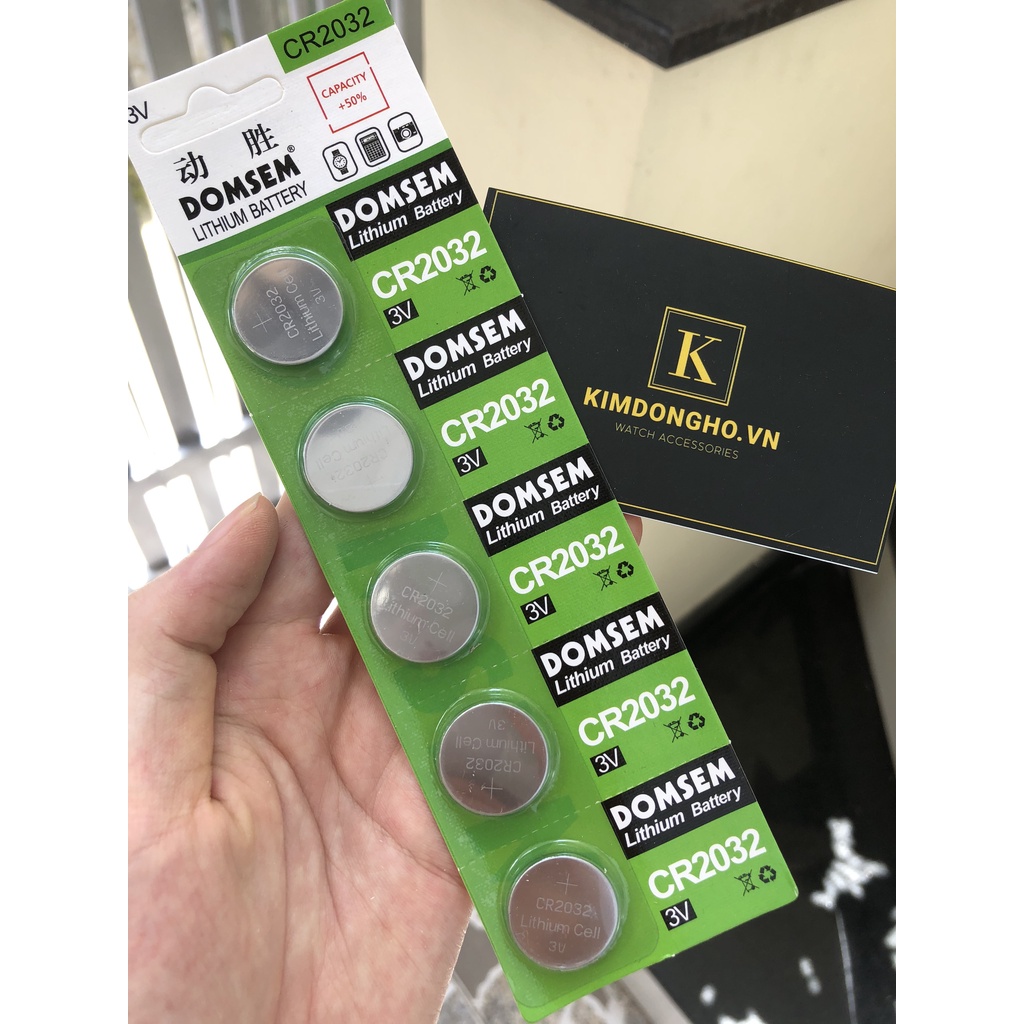 CR2032
3V
CAPACITY
+50%
动胜
DOMSEM®
LITHIUM BATTERY
DOMSEM
Lithium Battery
CR2032
3V
DOMSEM
Lithium Battery
CR2032
3V
DOMSEM
Lithium Battery
CR2032
3V
DOMSEM
Lithium Battery
CR2032
3V
DOMSEM
Lithium Battery
CR2032
3V
CR2032
Lithium Cell
3V
CR2032
Cell
CR2032
Lithium Cell
3V
CR2032
Lithium Cell
3V
CR2032
Lithium Cell
3V
K
KIMDONGHO.VN
WATCH ACCESSORIES